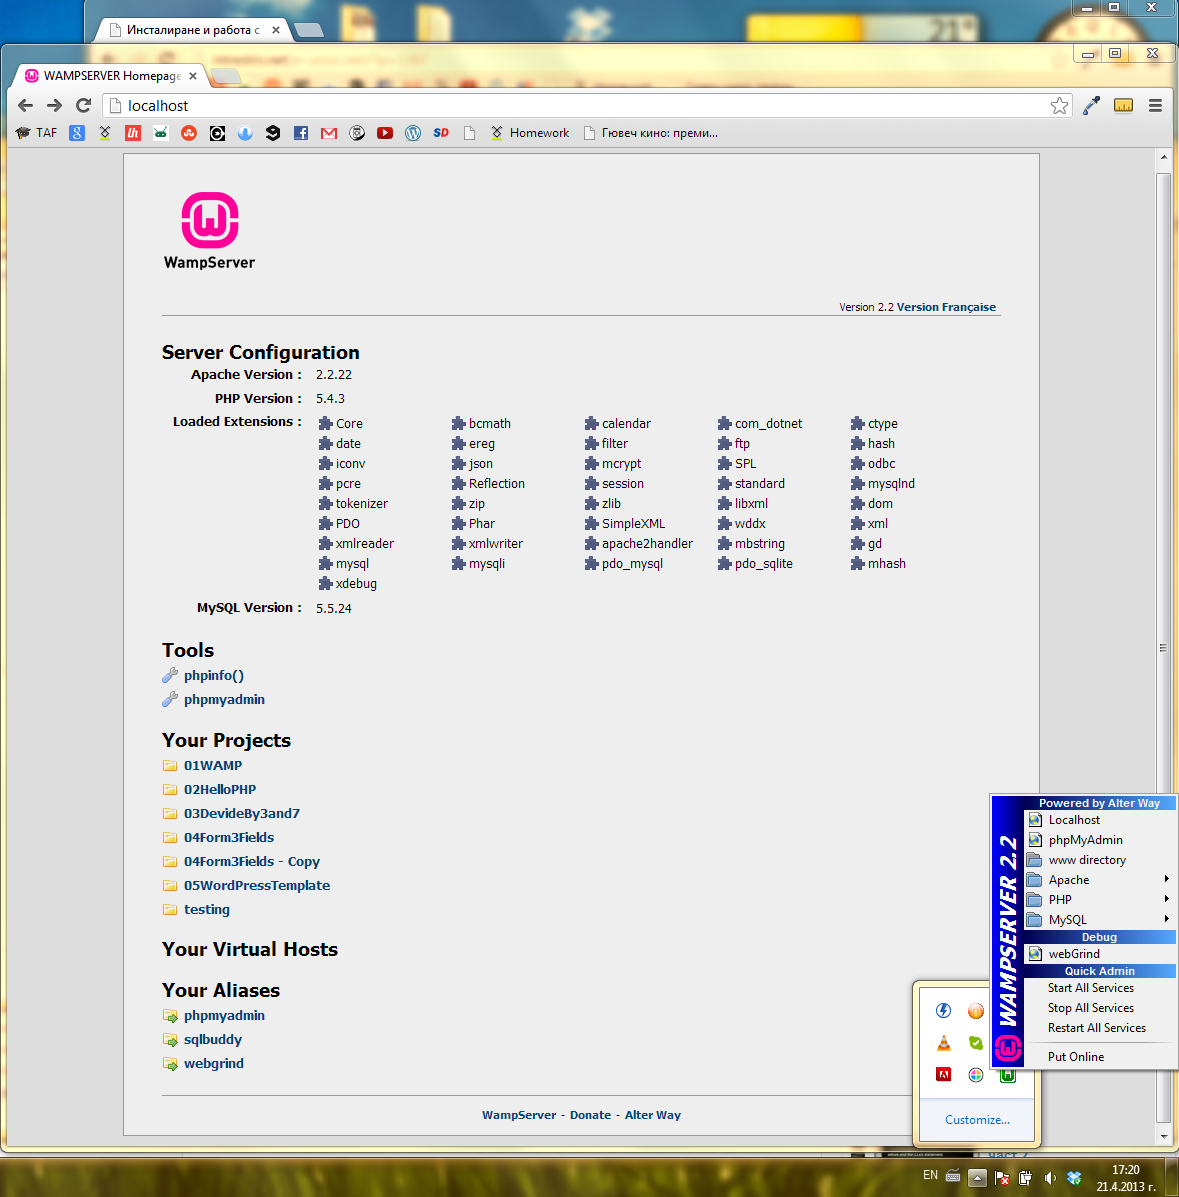 Инсталиране и работа с
21°
WAMPSERVER Homepage
localhost
TAF
Homework
Гювеч кино: преми...
WampServer
Version 2.2 Version Française
Server Configuration
Apache Version : 2.2.22
PHP Version : 5.4.3
Loaded Extensions :
Core bcmath calendar com_dotnet ctype
date ereg filter ftp hash
iconv json mcrypt SPL odbc
pcre Reflection session standard mysqlnd
tokenizer zip zlib libxml dom
PDO Phar SimpleXML wddx xml
xmlreader xmlwriter apache2handler mbstring gd
mysql mysqli pdo_mysql pdo_sqlite mhash
xdebug
MySQL Version : 5.5.24
Tools
phpinfo()
phpmyadmin
Your Projects
01WAMP
02HelloPHP
03DevideBy3and7
04Form3Fields
04Form3Fields - Copy
05WordPressTemplate
testing
Your Virtual Hosts
Your Aliases
phpmyadmin
sqlbuddy
webgrind
WampServer - Donate - Alter Way
WAMPSERVER 2.2
Powered by Alter Way
Localhost
phpMyAdmin
www directory
Apache
PHP
MySQL
Debug
webGrind
Quick Admin
Start All Services
Stop All Services
Restart All Services
Put Online
Customize...
EN
17:20
21.4.2013 г.